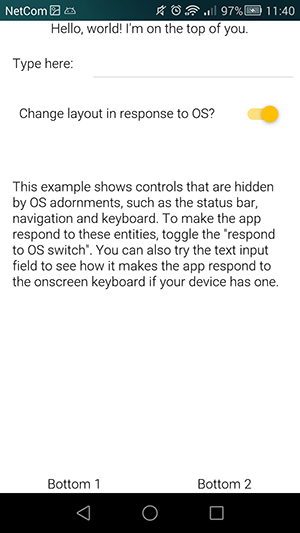 NetCom 97% 11:40
Hello, world! I'm on the top of you.
Type here:
Change layout in response to OS?
This example shows controls that are hidden
by OS adornments, such as the status bar,
navigation and keyboard. To make the app
respond to these entities, toggle the "respond
to OS switch". You can also try the text input
field to see how it makes the app respond to
the onscreen keyboard if your device has one.
Bottom 1 Bottom 2